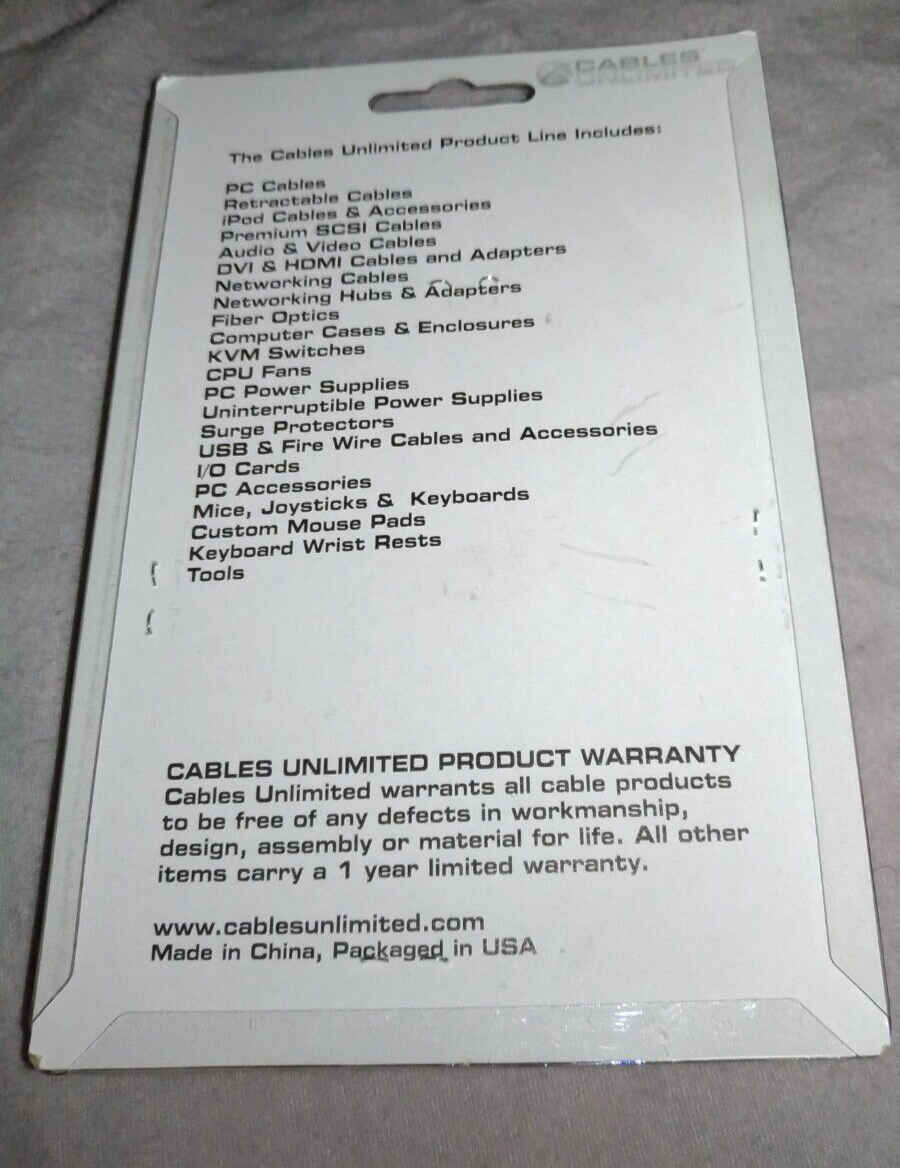 CABLES
UNLIMITED
The Cables Unlimited Product Line Includes:
PC Cables
Retractable Cables
iPod Cables & Accessories
Premium SCSI Cables
Audio & Video Cables
DVI & HDMI Cables and Adapters
Networking Cables
Networking Hubs & Adapters
Fiber Optics
Computer Cases & Enclosures
KVM Switches
CPU Fans
PC Power Supplies
Uninterruptible Power Supplies
Surge Protectors
USB & Fire Wire Cables and Accessories
I/O Cards
PC Accessories
Mice, Joysticks & Keyboards
Custom Mouse Pads
Keyboard Wrist Rests
Tools
CABLES UNLIMITED PRODUCT WARRANTY
Cables Unlimited warrants all cable products
to be free of any defects in workmanship,
design, assembly or material for life. All other
items carry a 1 year limited warranty.
www.cablesunlimited.com
Made in China, Packaged in USA